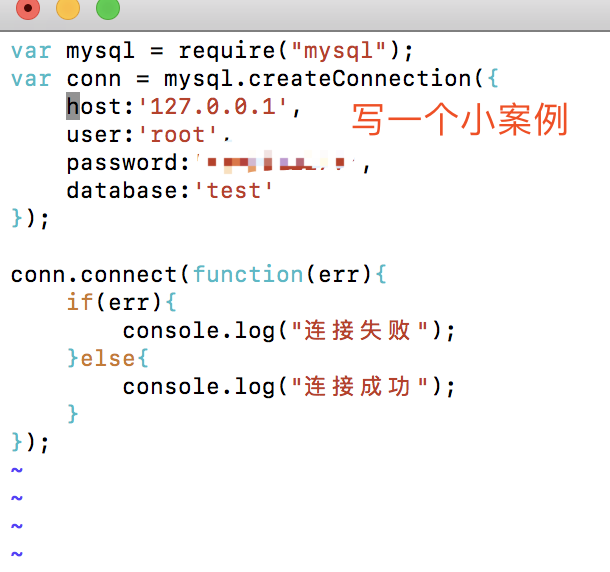 var mysql = require("mysql");
var conn = mysql.createConnection({
    host:'127.0.0.1',
写一个小案例
    user:'root',
    password:
,
    database:'test'
});

conn.connect(function(err){
    if(err){
        console.log("连接失败");
    }else{
        console.log("连接成功");
    }
});
~
~
~
~